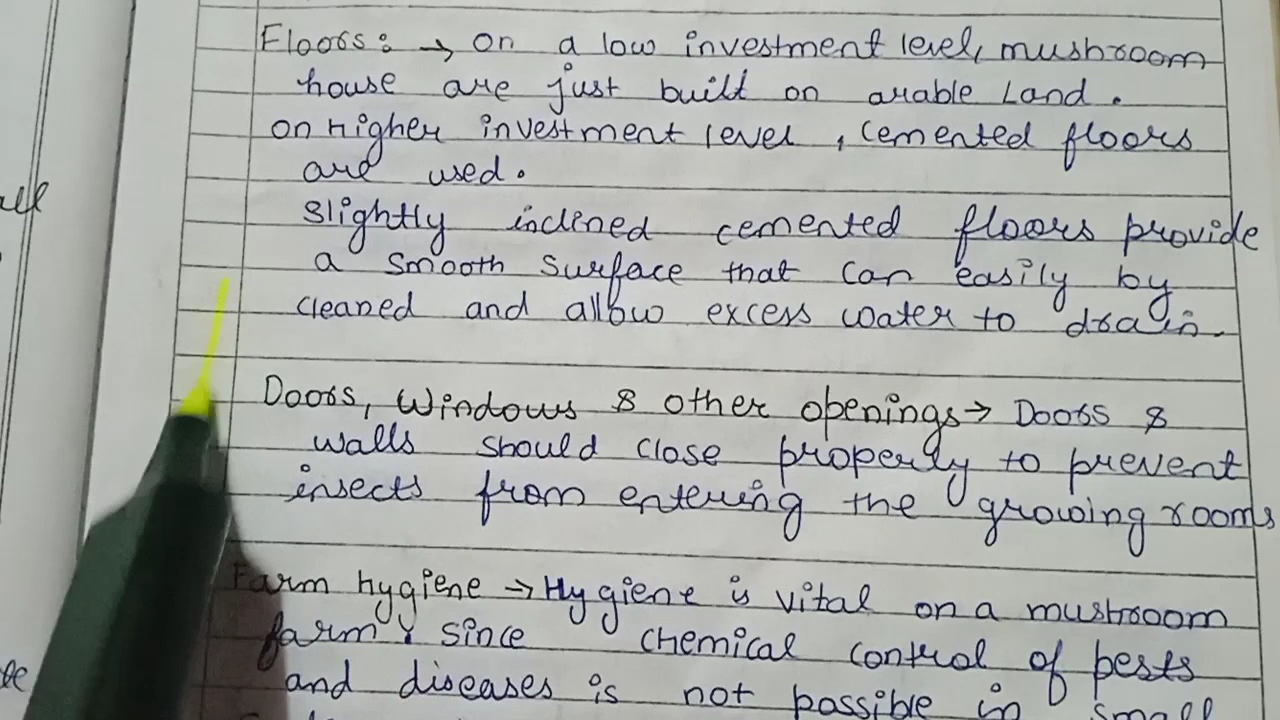 Floors: → on a low investment level, mushroom
house are just built on arable Land.
on Higher investment level, cemented floors
are used.
slightly inclined cemented floors provide
a smooth surface that can easily by
cleaned and allow excess water to drain.
Doors, Windows & other openings → Doors &
walls should close properly to prevent
insects from entering the growing rooms
Farm hygiene → Hygiene is vital on a mushroom
farm, since chemical control of pests
and diseases is not possible in small